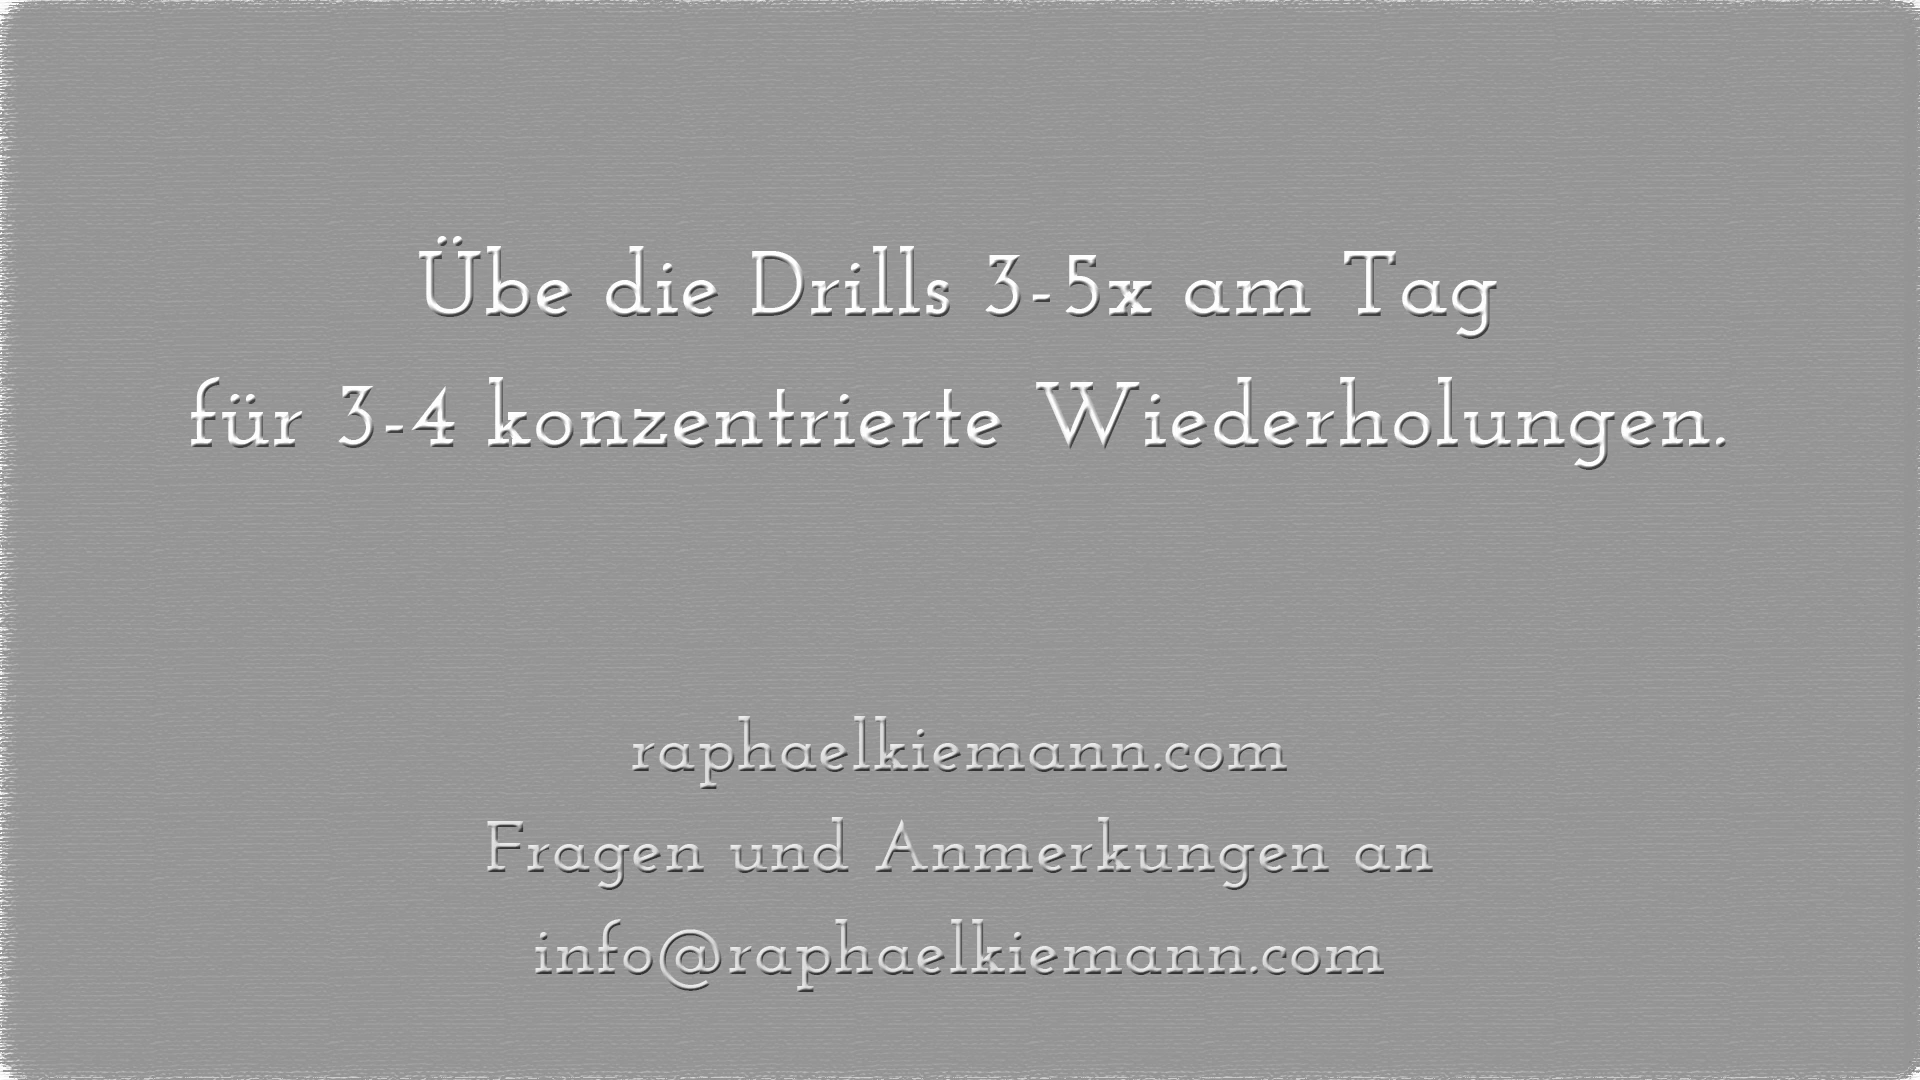 Übe die Drills 3-5x am Tag
für 3-4 konzentrierte Wiederholungen.
raphaelkiemann.com
Fragen und Anmerkungen an
info@raphaelkiemann.com